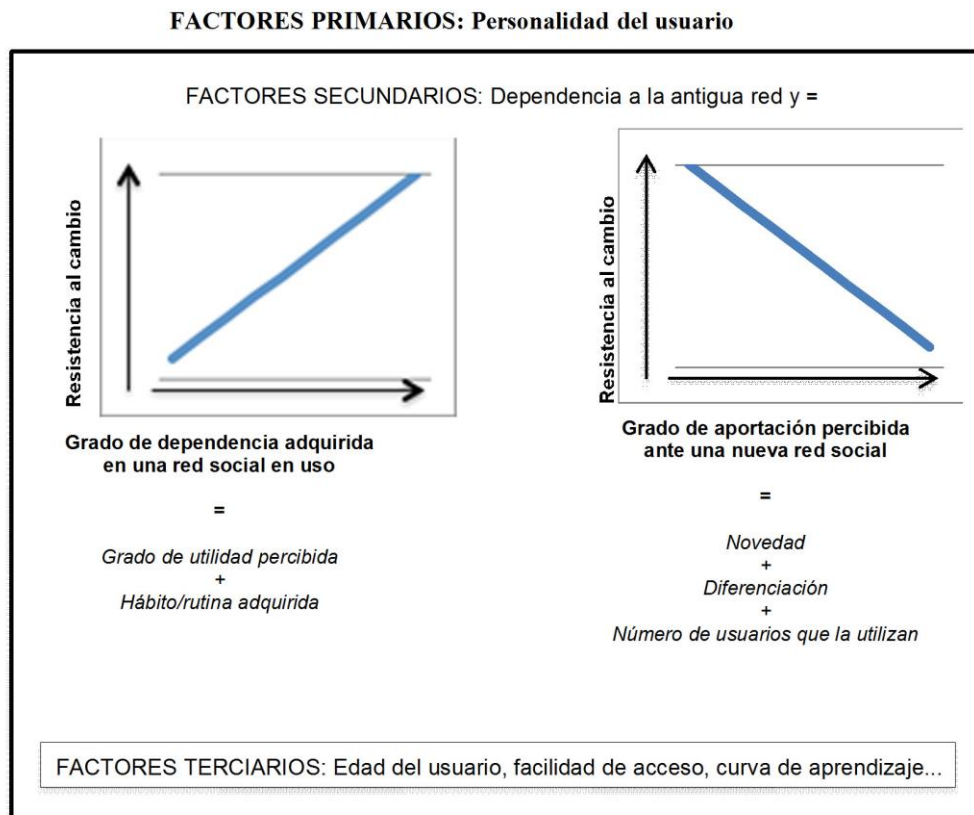 FACTORES PRIMARIOS: Personalidad del usuario
FACTORES SECUNDARIOS: Dependencia a la antigua red y =
Resistencia al cambio
Grado de dependencia adquirida
en una red social en uso
=
Grado de utilidad percibida
+
Hábito/rutina adquirida
Resistencia al cambio
Grado de aportación percibida
ante una nueva red social
=
Novedad
+
Diferenciación
+
Número de usuarios que la utilizan
FACTORES TERCIARIOS: Edad del usuario, facilidad de acceso, curva de aprendizaje...